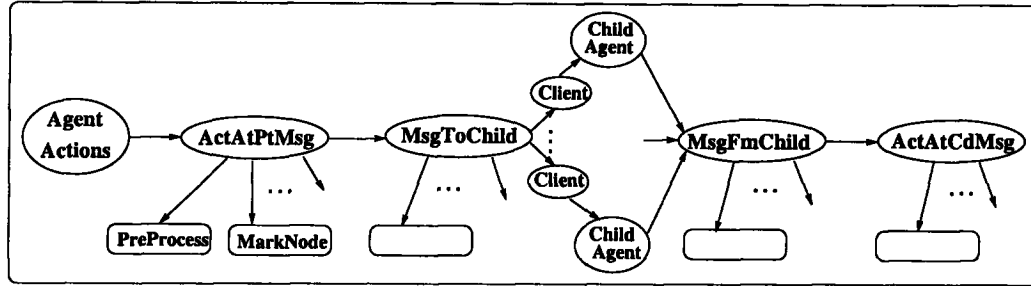 Agent
Actions
ActAtPtMsg
...
PreProcess
MarkNode
MsgToChild
...
Client
Child
Agent
...
Client
Child
Agent
MsgFmChild
...
ActAtCdMsg
...